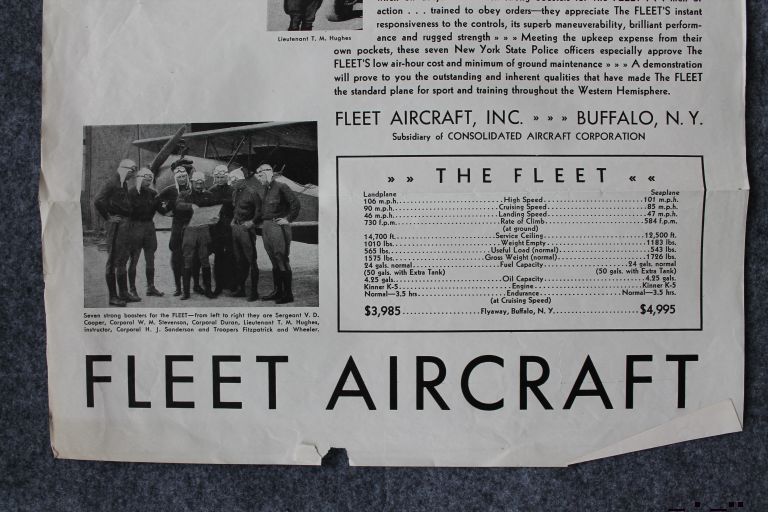 Lieutenant T. M. Hughes
action . . . trained to obey orders—they appreciate The FLEET'S instant
responsiveness to the controls, its superb maneuverability, brilliant perform-
ance and rugged strength » » » Meeting the upkeep expense from their
own pockets, these seven New York State Police officers especially approve The
FLEET'S low air-hour cost and minimum of ground maintenance » » » A demonstration
will prove to you the outstanding and inherent qualities that have made The FLEET
the standard plane for sport and training throughout the Western Hemisphere.
FLEET AIRCRAFT, INC. » » » BUFFALO, N. Y.
Subsidiary of CONSOLIDATED AIRCRAFT CORPORATION
» » THE FLEET « «
Landplane Seaplane
106 m.p.h. High Speed 101 m.p.h.
90 m.p.h. Cruising Speed 85 m.p.h.
46 m.p.h. Landing Speed 47 m.p.h.
730 f.p.m. Rate of Climb 584 f.p.m.
(at ground)
14,700 ft. Service Ceiling 12,500 ft.
1010 lbs. Weight Empty 1183 lbs.
565 lbs. Useful Load (normal) 543 lbs.
1575 lbs. Gross Weight (normal) 1726 lbs.
24 gals. normal Fuel Capacity 24 gals. normal
(50 gals. with Extra Tank) (50 gals. with Extra Tank)
4.25 gals. Oil Capacity 4.25 gals.
Kinner K-5 Engine Kinner K-5
Normal—3.5 hrs. Endurance Normal—3.5 hrs.
(at Cruising Speed)
$3,985 Flyaway, Buffalo, N. Y. $4,995
Seven strong boosters for the FLEET—from left to right they are Sergeant V. D.
Cooper, Corporal W. M. Stevenson, Corporal Duran, Lieutenant T. M. Hughes,
instructor, Corporal H. J. Sanderson and Troopers Fitzpatrick and Wheeler.
FLEET AIRCRAFT